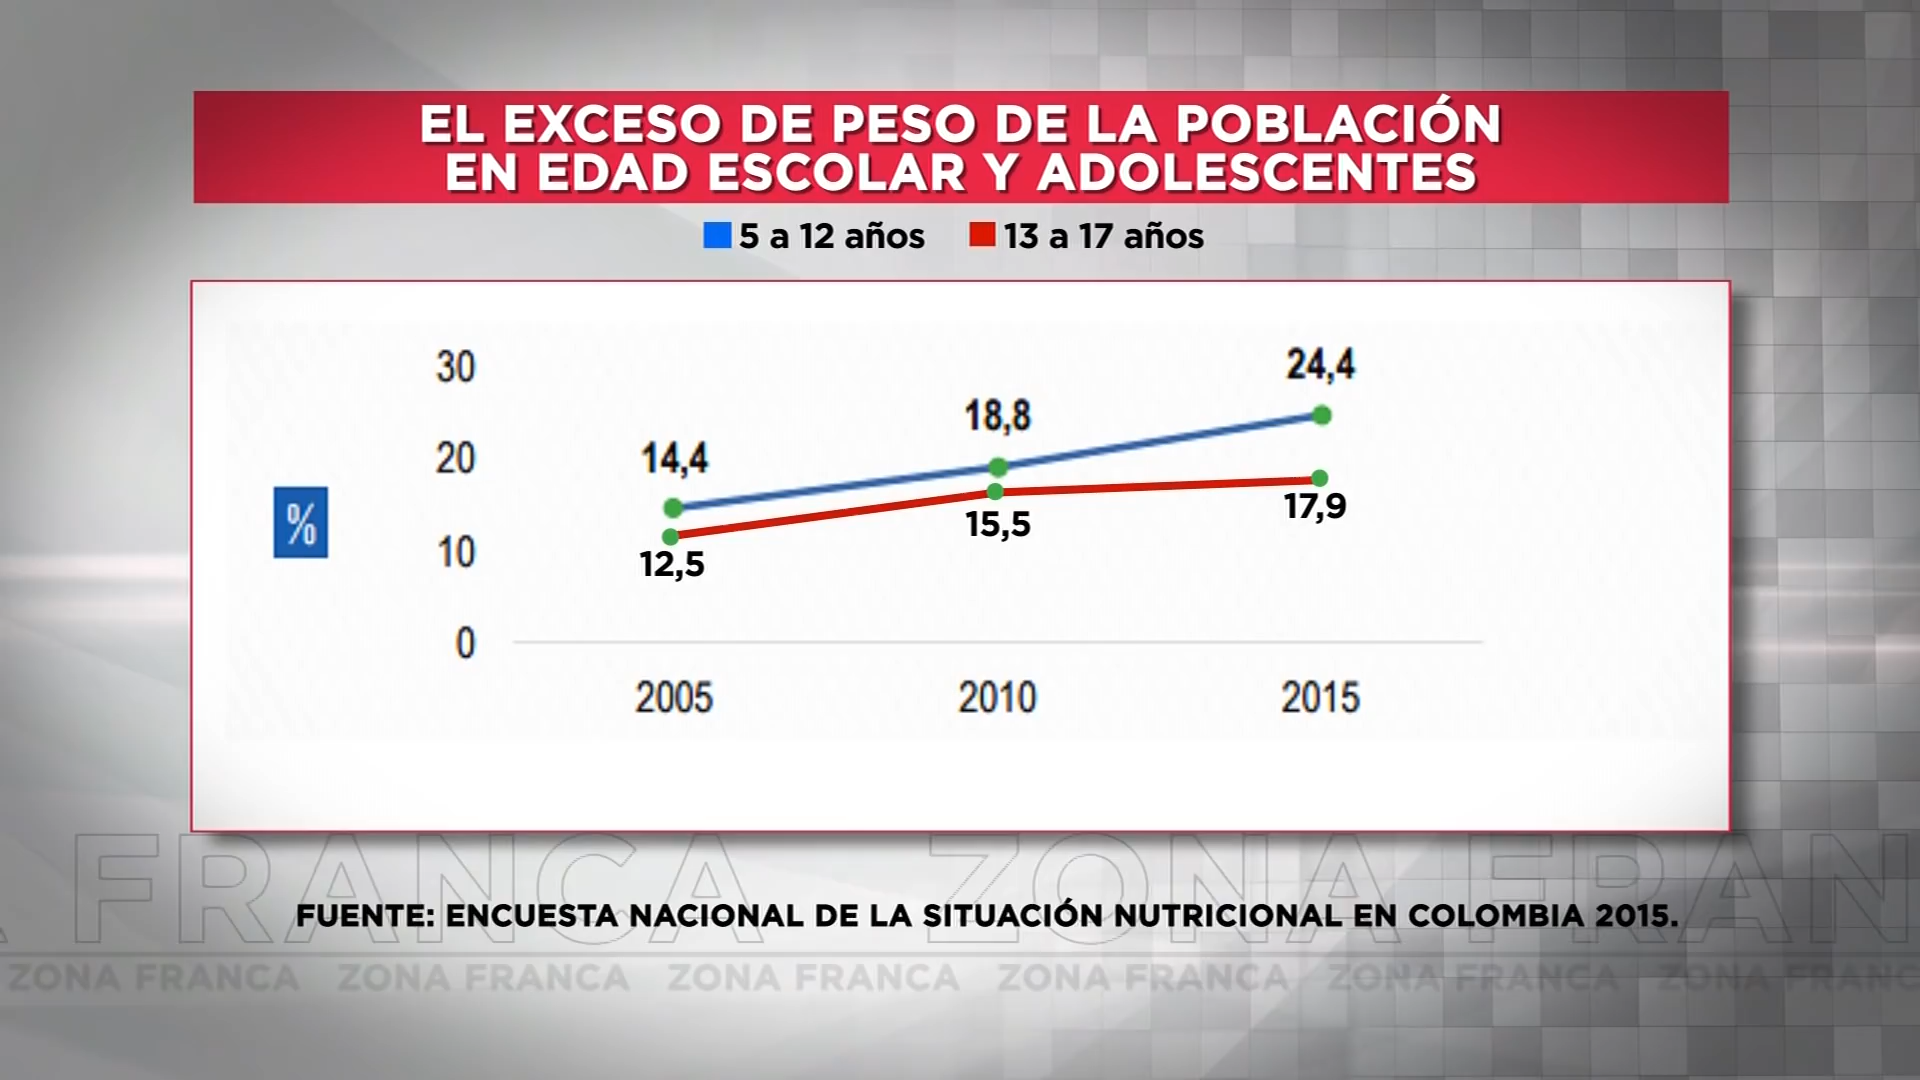 EL EXCESO DE PESO DE LA POBLACIÓN
EN EDAD ESCOLAR Y ADOLESCENTES
5 a 12 años 13 a 17 años
30
24,4
18,8
20
14,4
17,9
%
15,5
10
12,5
0
2005 2010 2015
FRANCA ZONA FRAN
FUENTE: ENCUESTA NACIONAL DE LA SITUACIÓN NUTRICIONAL EN COLOMBIA 2015.
ZONA FRANCA ZONA FRANCA ZONA FRANCA ZONA FRANCA ZONA FRANCA ZONA FRANC